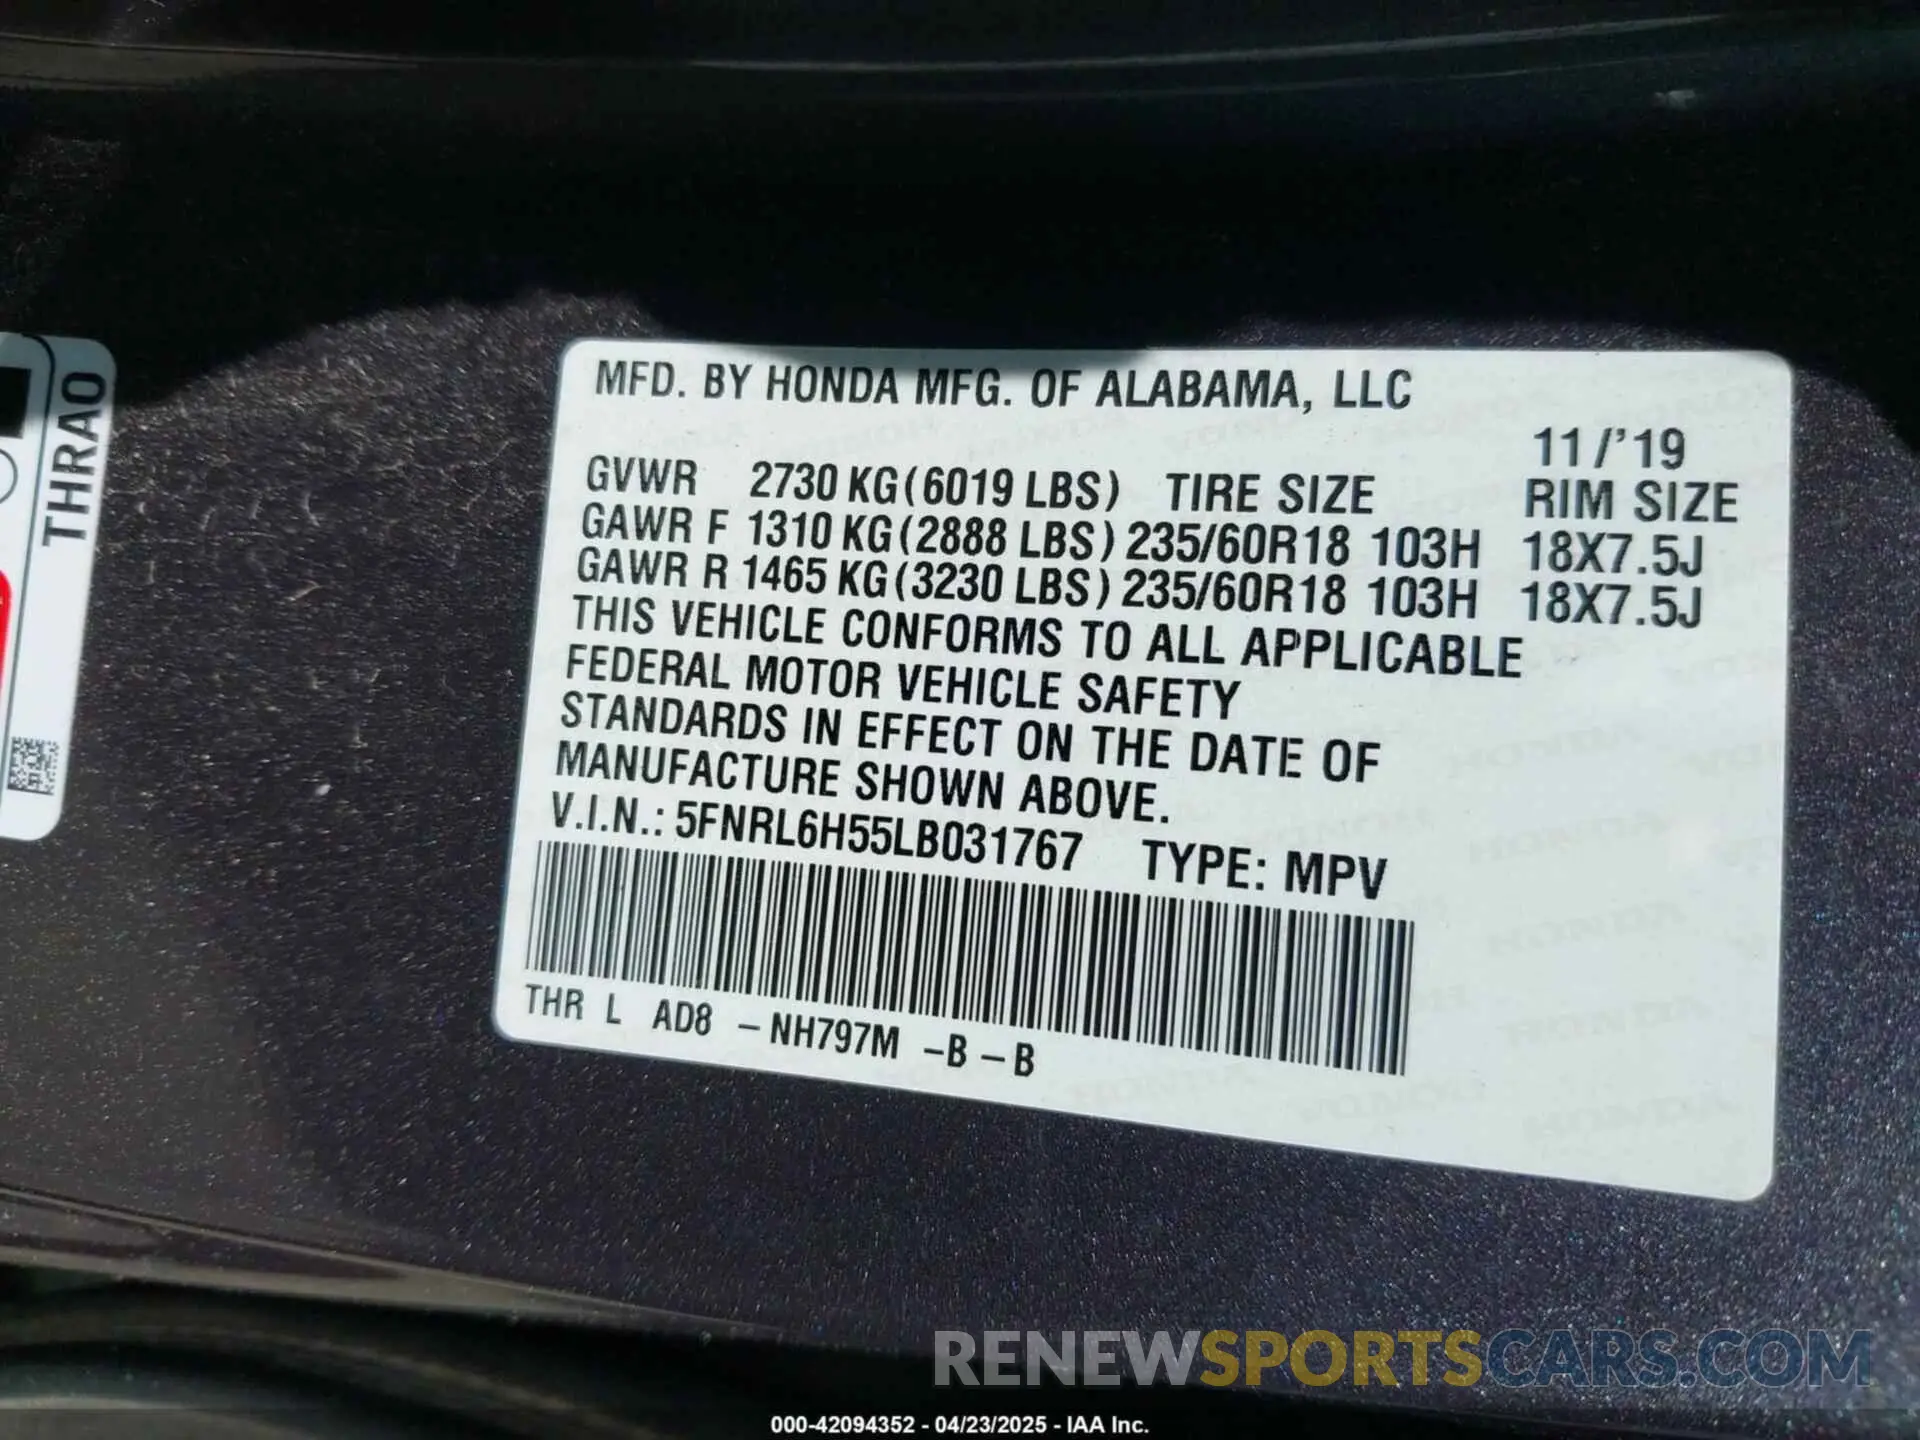 MFD. BY HONDA MFG. OF ALABAMA, LLC
11/'19
GVWR 2730 KG(6019 LBS) TIRE SIZE RIM SIZE
GAWR F 1310 KG(2888 LBS) 235/60R18 103H 18X7.5J
GAWR R 1465 KG(3230 LBS) 235/60R18 103H 18X7.5J
THIS VEHICLE CONFORMS TO ALL APPLICABLE
FEDERAL MOTOR VEHICLE SAFETY
STANDARDS IN EFFECT ON THE DATE OF
MANUFACTURE SHOWN ABOVE.
V.I.N.: 5FNRL6H55LB031767 TYPE: MPV
THR L AD8 -NH797M -B-B
THRA0
RENEWSPORTSCARS.COM
000-42094352 - 04/23/2025 - IAA Inc.